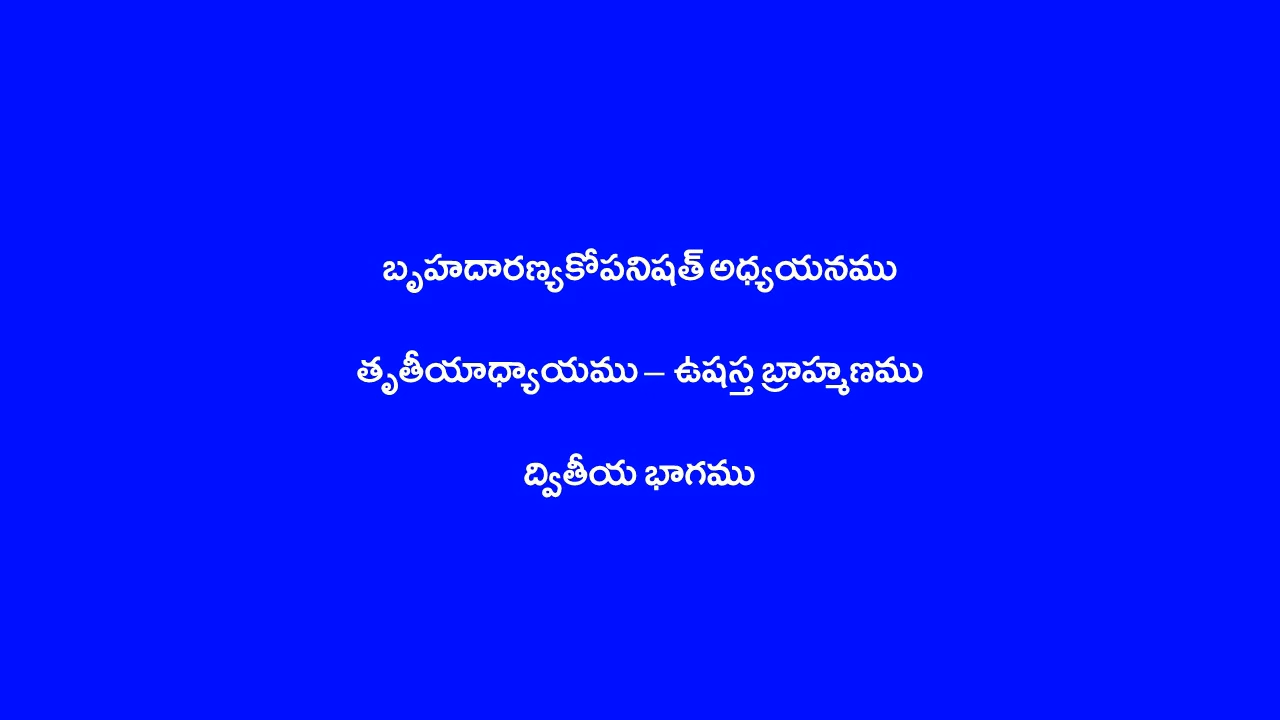 బృహదారణ్యకోపనిషత్ అధ్యయనము
తృతీయాధ్యాయము – ఉషస్త బ్రాహ్మణము
ద్వితీయ భాగము